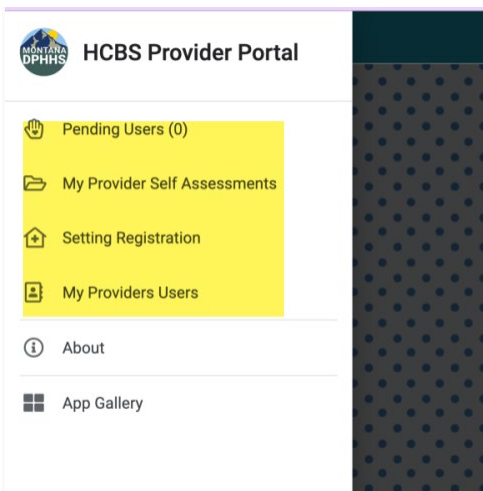 MONTANA
DPHHS
HCBS Provider Portal
Pending Users (0)
My Provider Self Assessments
Setting Registration
My Providers Users
About
App Gallery